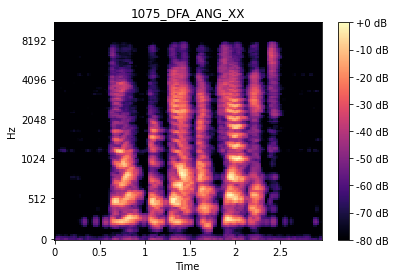 1075_DFA_ANG_XX
8192
4096
2048
1024
512
0
Hz
0
0.5
1
1.5
2
2.5
Time
+0 dB
-10 dB
-20 dB
-30 dB
-40 dB
-50 dB
-60 dB
-70 dB
-80 dB